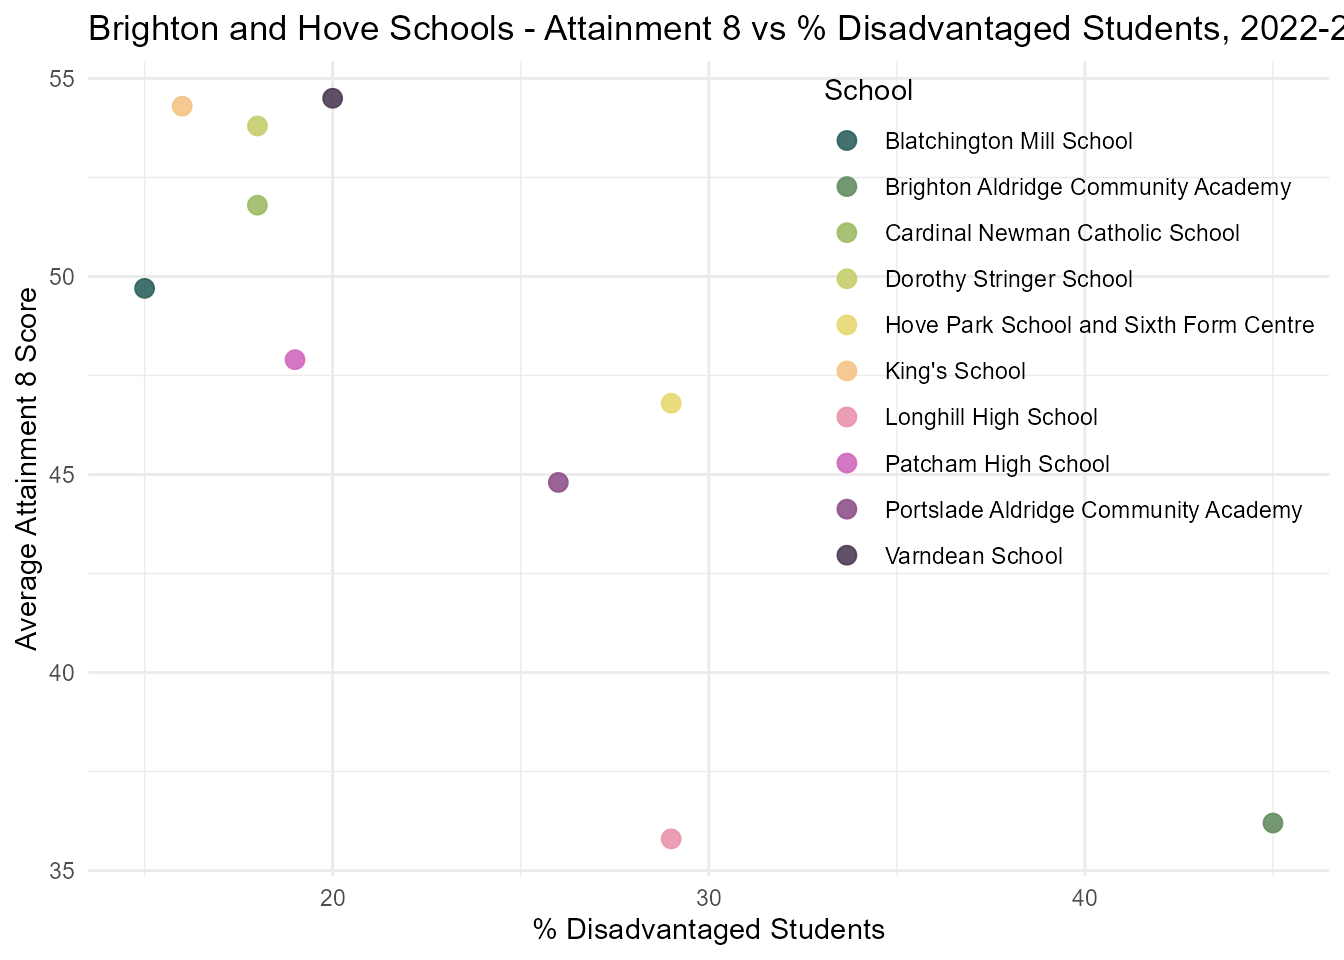 Brighton and Hove Schools - Attainment 8 vs % Disadvantaged Students, 2022-2
55
50
45
40
35
Average Attainment 8 Score
20
30
40
% Disadvantaged Students
School
Blatchington Mill School
Brighton Aldridge Community Academy
Cardinal Newman Catholic School
Dorothy Stringer School
Hove Park School and Sixth Form Centre
King's School
Longhill High School
Patcham High School
Portslade Aldridge Community Academy
Varndean School